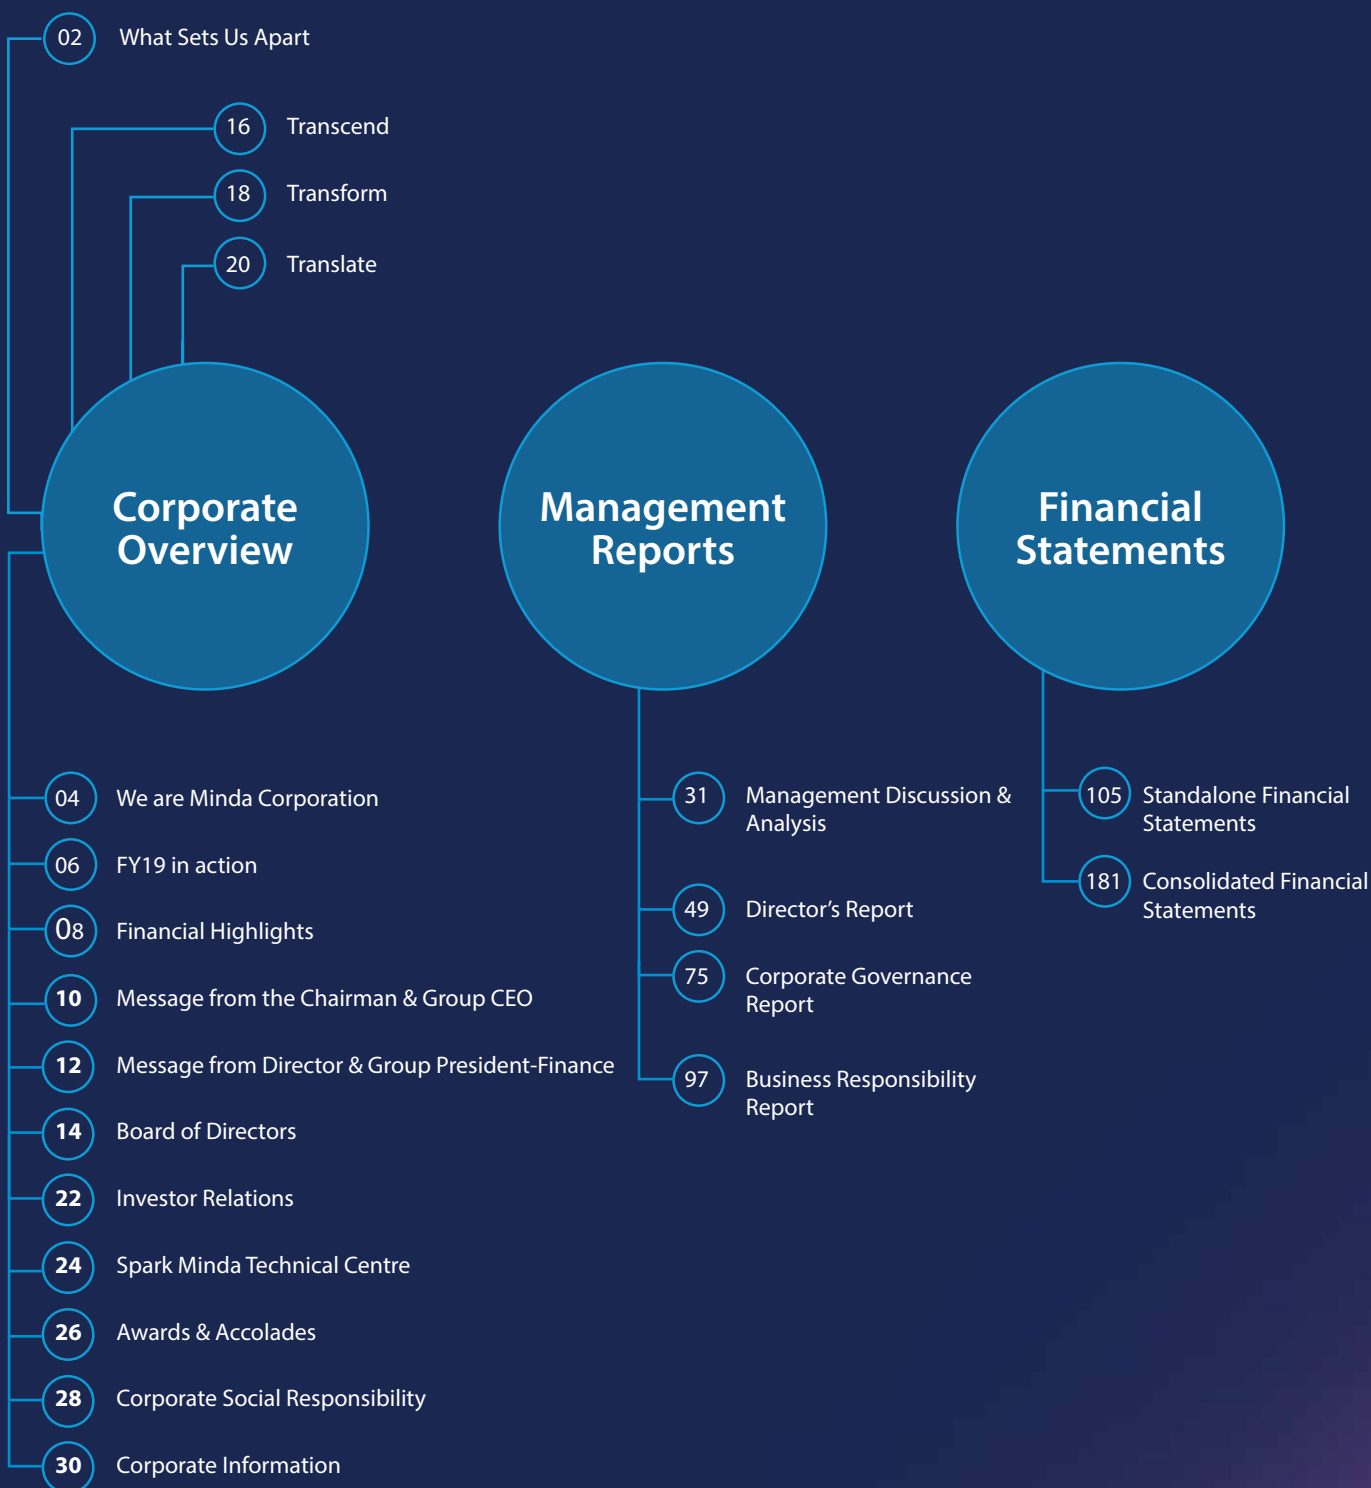 02 What Sets Us Apart
16 Transcend
18 Transform
20 Translate
Corporate
Overview
04 We are Minda Corporation
06 FY19 in action
08 Financial Highlights
10 Message from the Chairman & Group CEO
12 Message from Director & Group President-Finance
14 Board of Directors
22 Investor Relations
24 Spark Minda Technical Centre
26 Awards & Accolades
28 Corporate Social Responsibility
30 Corporate Information
Management
Reports
31 Management Discussion &
Analysis
49 Director’s Report
75 Corporate Governance
Report
97 Business Responsibility
Report
Financial
Statements
105 Standalone Financial
Statements
181 Consolidated Financial
Statements